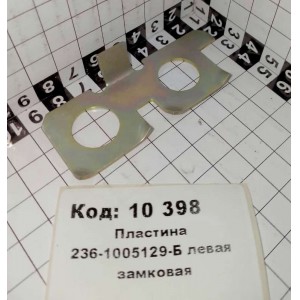 Код: 10 398
Пластина
236-1005129-Б левая
замковая